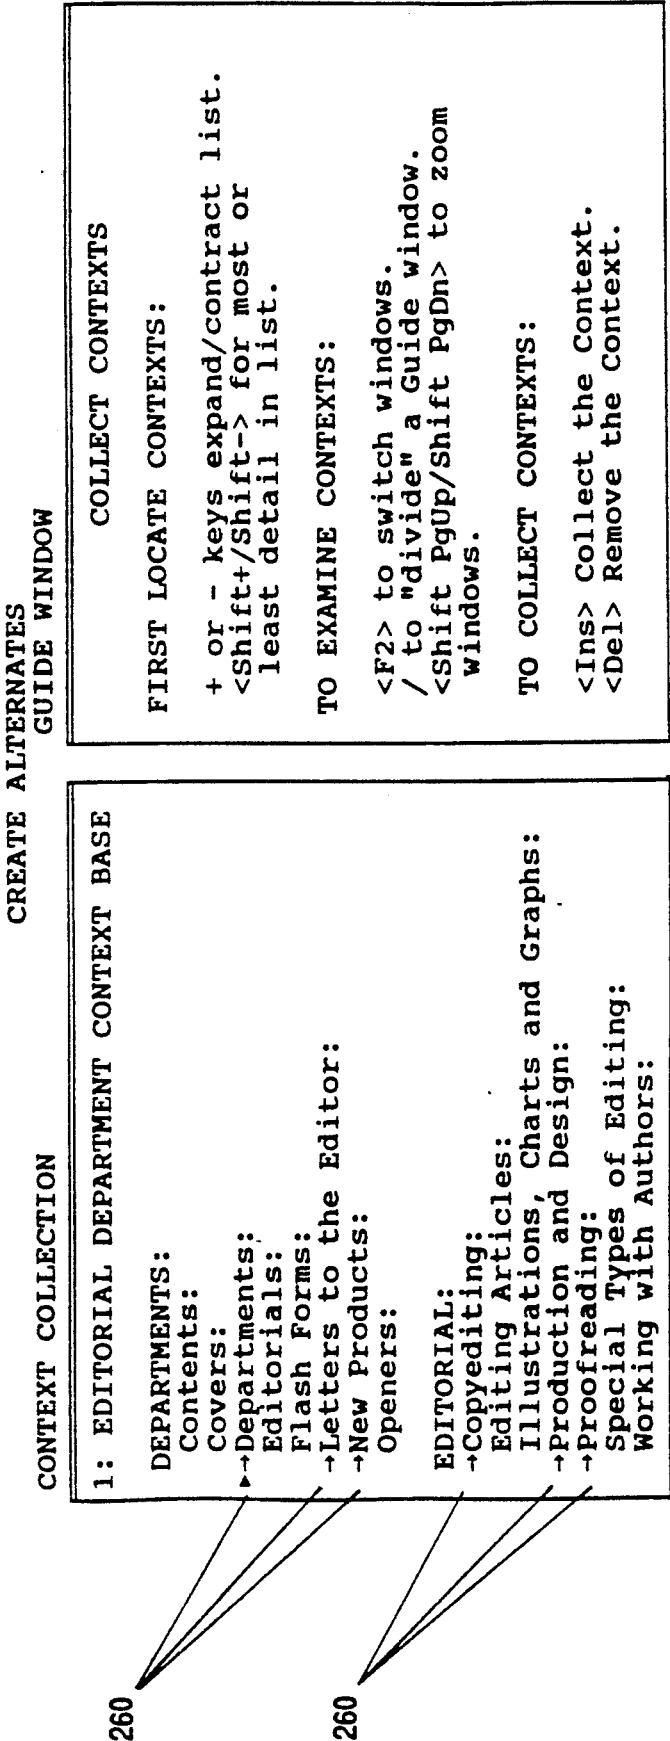 CREATE ALTERNATES
CONTEXT COLLECTION
GUIDE WINDOW
1: EDITORIAL DEPARTMENT CONTEXT BASE
DEPARTMENTS:
Contents:
Covers:
▸→Departments:
Editorials:
Flash Forms:
→Letters to the Editor:
→New Products:
Openers:
EDITORIAL:
→Copyediting:
Editing Articles:
Illustrations, Charts and Graphs:
→Production and Design:
→Proofreading:
Special Types of Editing:
Working with Authors:
260
260
COLLECT CONTEXTS
FIRST LOCATE CONTEXTS:
+ or - keys expand/contract list.
<Shift+/Shift-> for most or
least detail in list.
TO EXAMINE CONTEXTS:
<F2> to switch windows.
/ to "divide" a Guide window.
<Shift PgUp/Shift PgDn> to zoom
windows.
TO COLLECT CONTEXTS:
<Ins> Collect the Context.
<Del> Remove the Context.